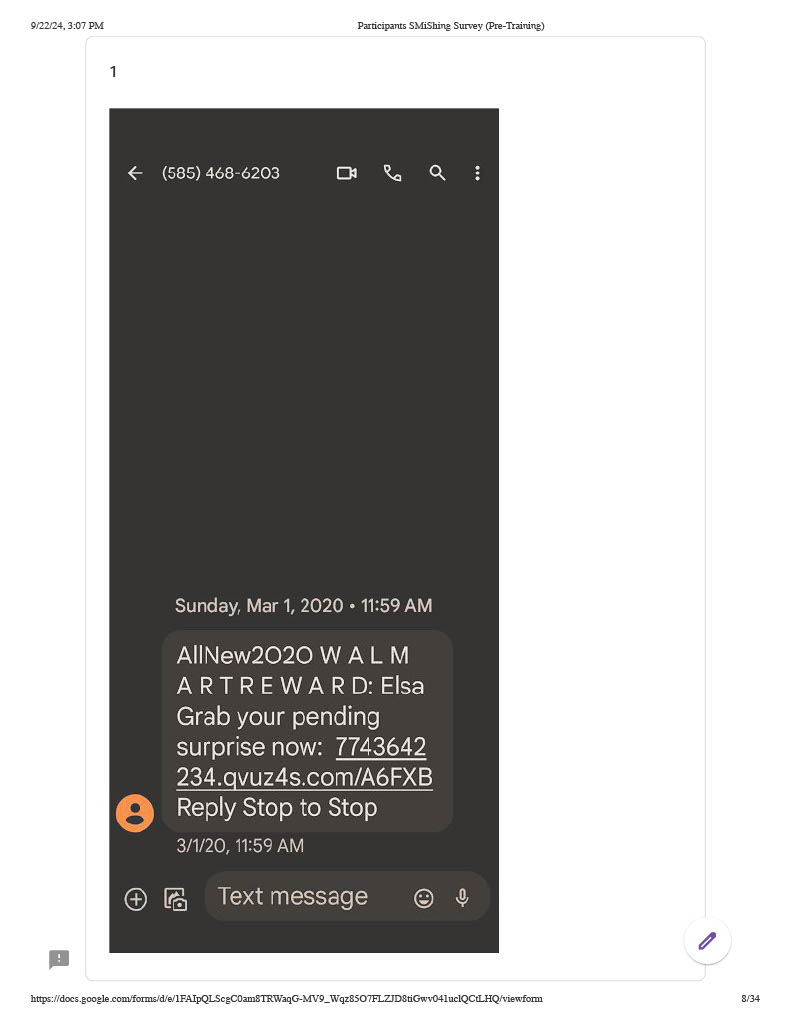 9/22/24, 3:07 PM
Participants SMiShing Survey (Pre-Training)
1
(585) 468-6203
Sunday, Mar 1, 2020 • 11:59 AM
AllNew2020 W A L M
A R T R E W A R D: Elsa
Grab your pending
surprise now: 7743642
234.qvuz4s.com/A6FXB
Reply Stop to Stop
3/1/20, 11:59 AM
Text message
https://docs.google.com/forms/d/e/1FAIpQLScgC0am8TRWaqG-MV9_Wqz85O7FLZJD8tiGwv041uclQCtLHQ/viewform
8/34